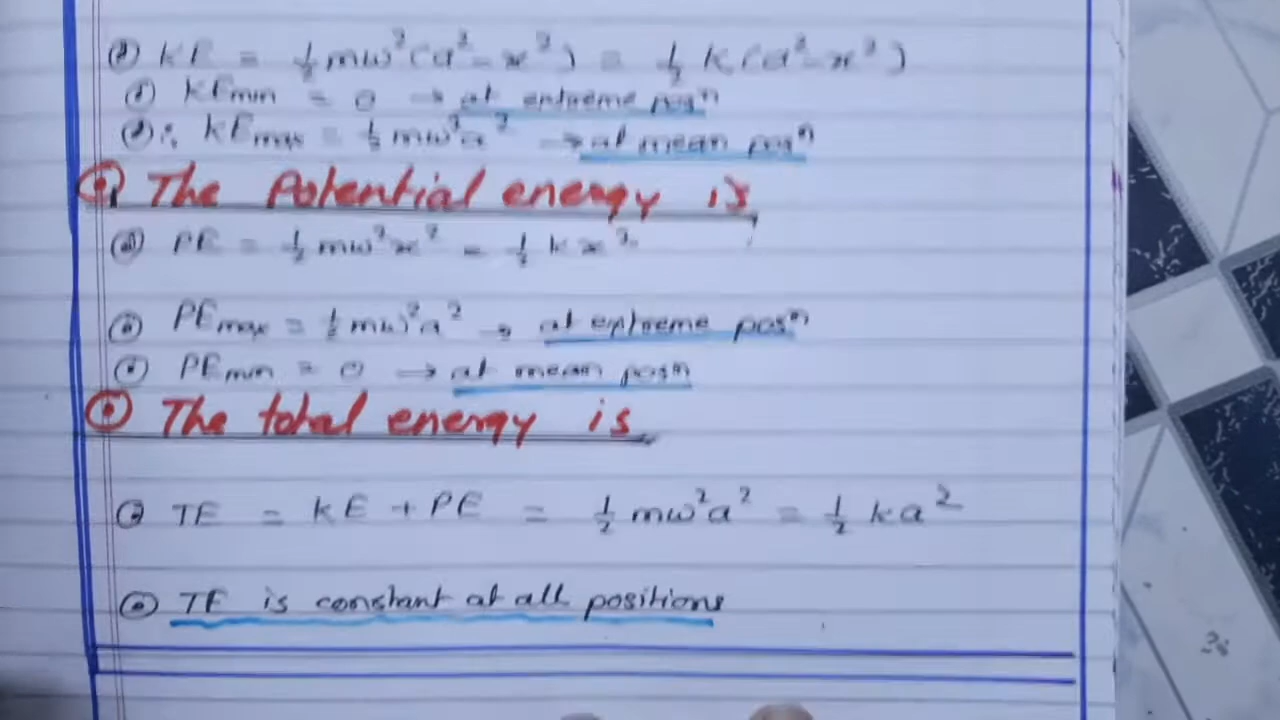 KE = 1/2 mω²(a² - x²) = 1/2 K(a² - x²)
KEmin = 0 → at extreme posⁿ
∴ KEmax = 1/2 mω²a² → at mean posⁿ
The Potential energy is,
PE = 1/2 mω²x² = 1/2 kx²
PEmax = 1/2 mω²a² → at extreme posⁿ
PEmin = 0 → at mean posⁿ
The total energy is,
TE = KE + PE = 1/2 mω²a² = 1/2 ka²
TE is constant at all positions